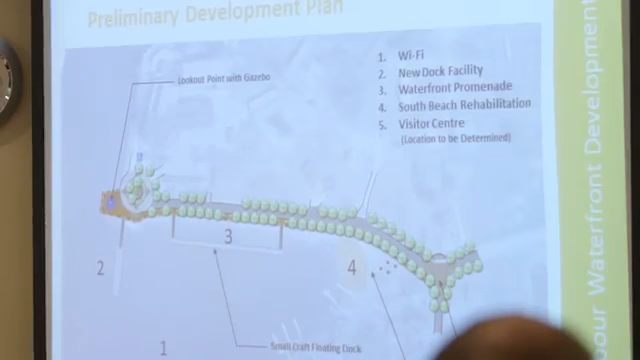 Preliminary Development Plan
Lookout Point with Gazebo
1. Wi-Fi
2. New Dock Facility
3. Waterfront Promenade
4. South Beach Rehabilitation
5. Visitor Centre
(Location to be Determined)
3
2
4
1
Small Craft Floating Dock
Waterfront Development